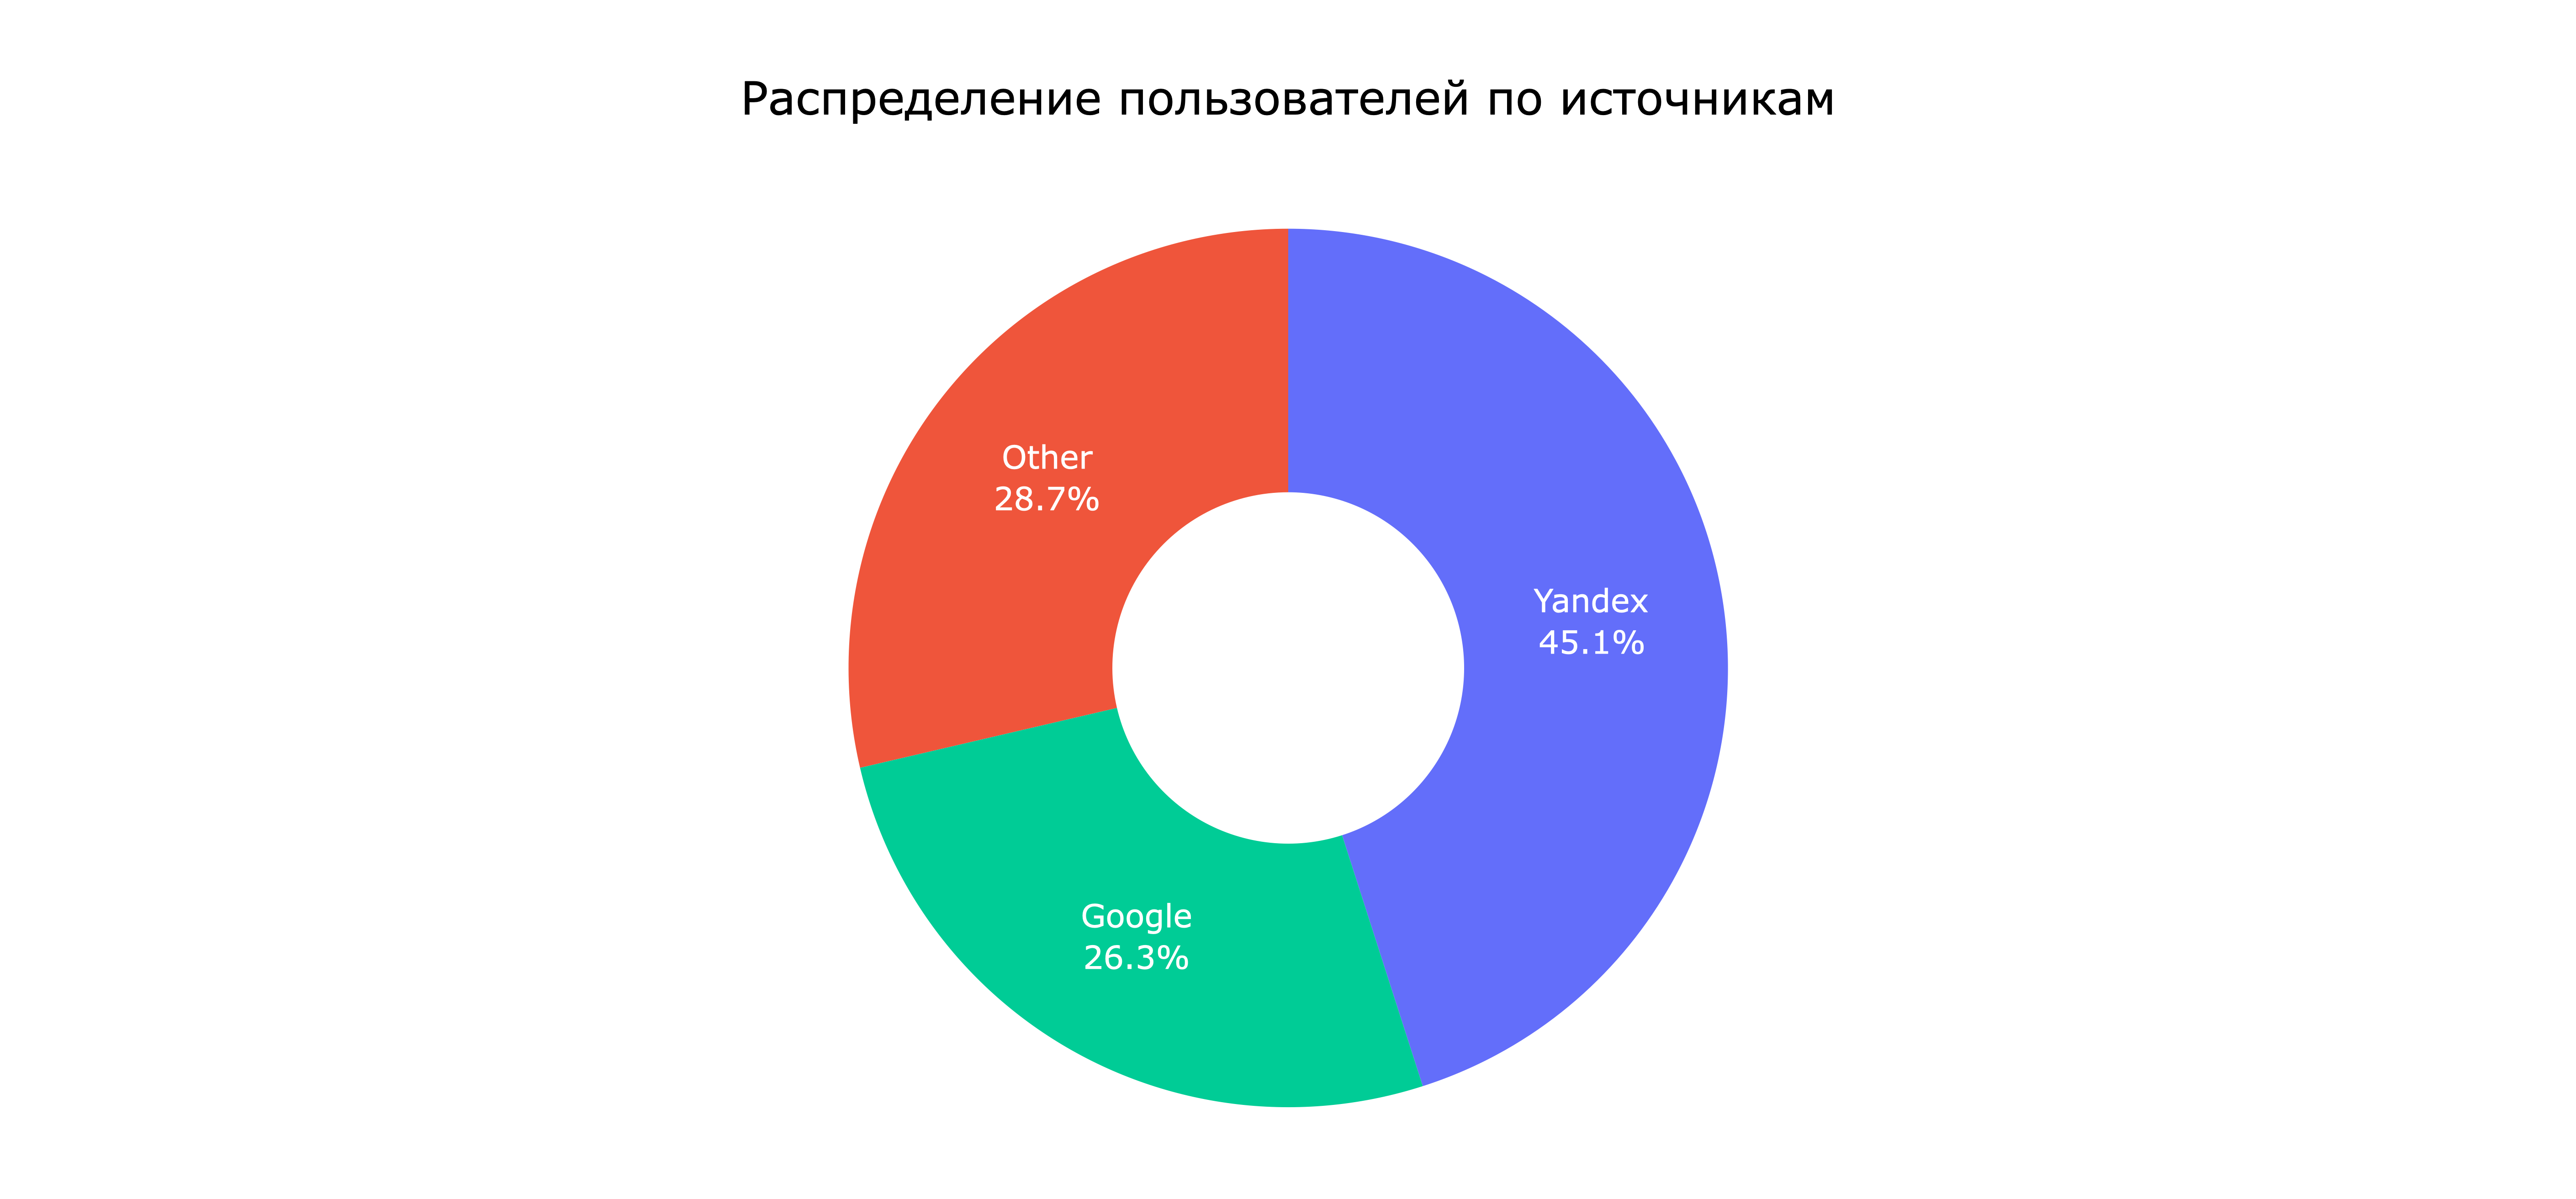 Распределение пользователей по источникам
Other
28.7%
Yandex
45.1%
Google
26.3%